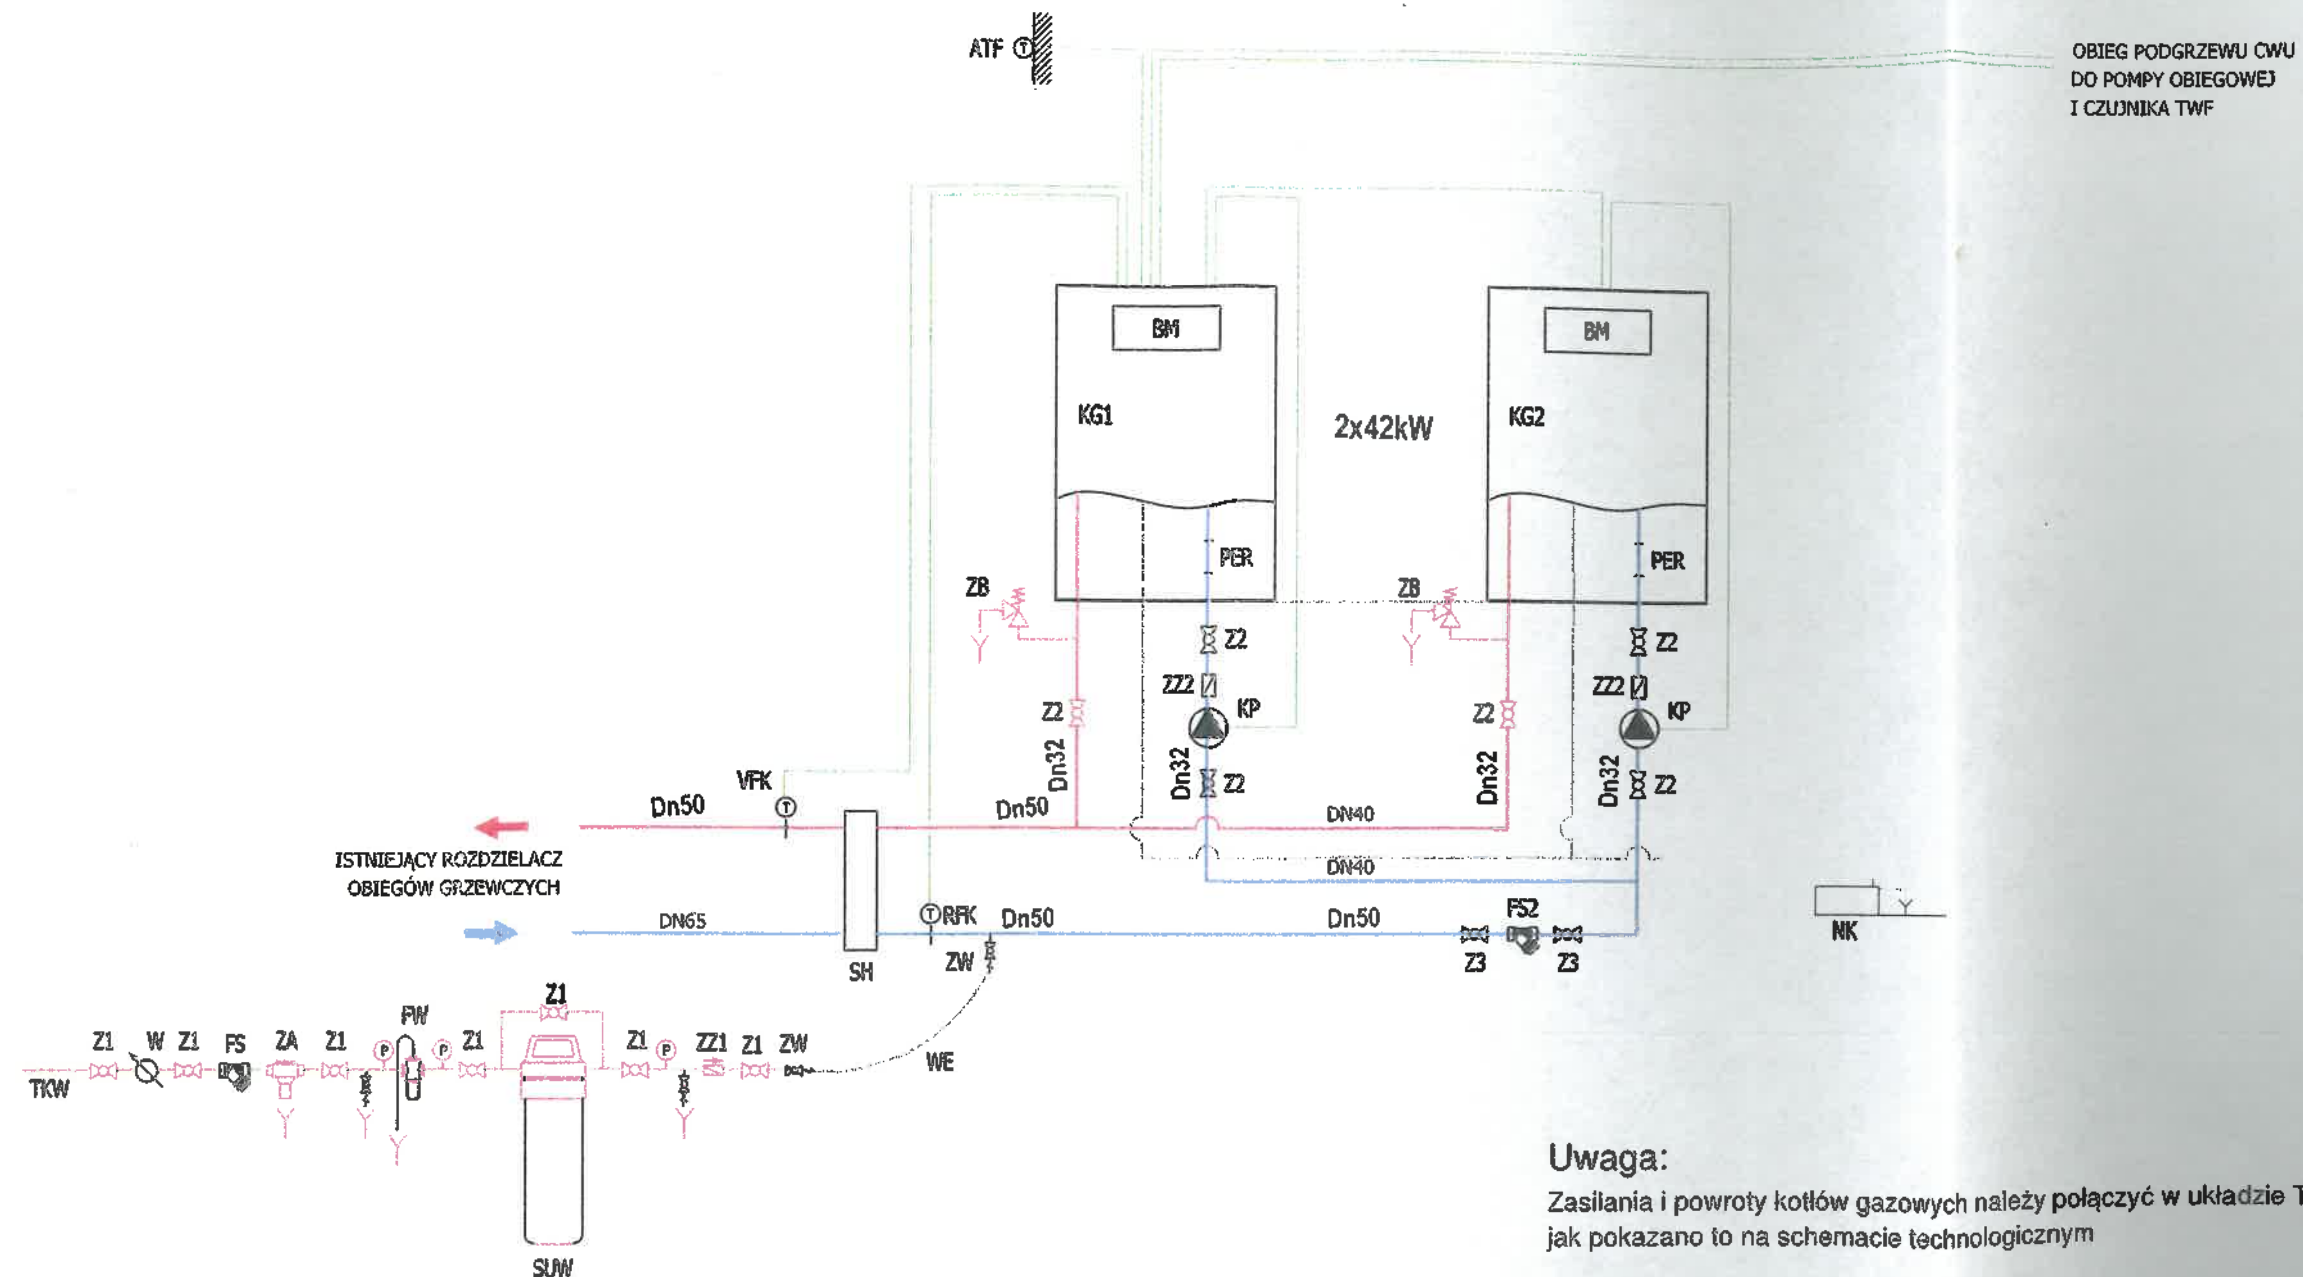 ATF T
OBIEG PODGRZEWU CWU
DO POMPY OBIEGOWEJ
I CZUJNIKA TWF
BM
BM
KG1
2x42kW
KG2
PER
PER
ZB
ZB
Z2
Z2
ZZ2
ZZ2
Z2
KP
Z2
KP
Dn32
Dn32
Z2
Dn32
Dn32
Z2
VFK
T
Dn50
Dn50
DN40
ISTNIEJĄCY ROZDZIELACZ
OBIEGÓW GRZEWCZYCH
DN40
DN65
T RFK
Dn50
Dn50
FS2
NK
SH
ZW
Z3
Z3
Z1
FW
Z1
W
Z1
FS
ZA
Z1
P
P
Z1
Z1
P
ZZ1
Z1
ZW
WE
TKW
SUW
Uwaga:
Zasilania i powroty kotłów gazowych należy połączyć w układzie T
jak pokazano to na schemacie technologicznym